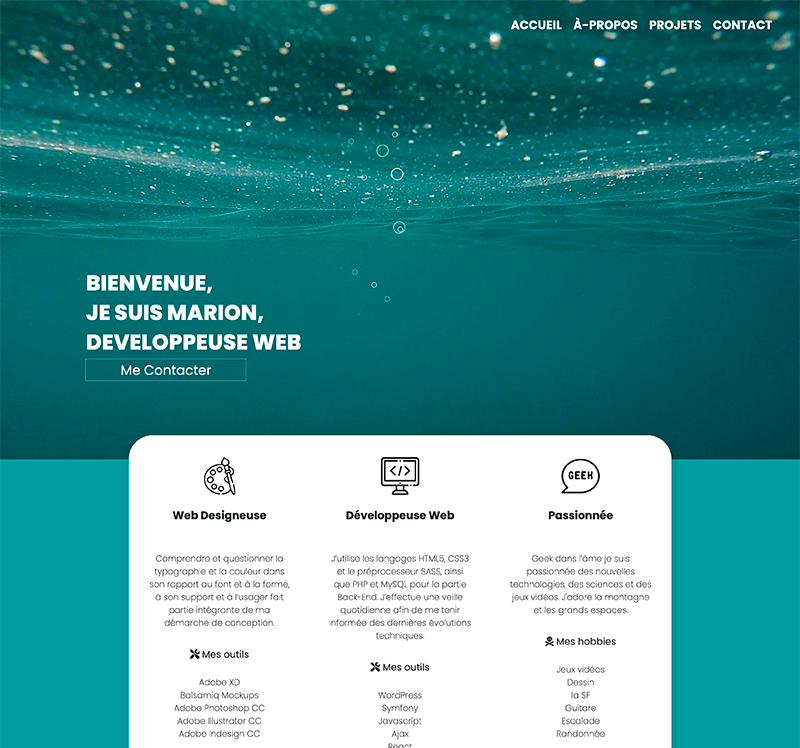 ACCUEIL À-PROPOS PROJETS CONTACT
BIENVENUE,
JE SUIS MARION,
DEVELOPPEUSE WEB
Me Contacter
Web Designeuse
Comprendre et questionner la
typographie et la couleur dans
son rapport au font et à la forme,
à son support et à l'usager fait
partie intégrante de ma
démarche de conception.
Mes outils
Adobe XD
Balsamiq Mockups
Adobe Photoshop CC
Adobe Illustrator CC
Adobe Indesign CC
</>
Développeuse Web
J'utilise les langages HTML5, CSS3
et le préprocesseur SASS, ainsi
que PHP et MySQL pour la partie
Back-End. J'effectue une veille
quotidienne afin de me tenir
informée des dernières évolutions
techniques.
Mes outils
WordPress
Symfony
Javascript
Ajax
React
GEEK
Passionnée
Geek dans l'âme je suis
passionnée des nouvelles
technologies, des sciences et des
jeux vidéos. J'adore la montagne
et les grands espaces.
Mes hobbies
Jeux vidéos
Dessin
la SF
Guitare
Escalade
Randonnée